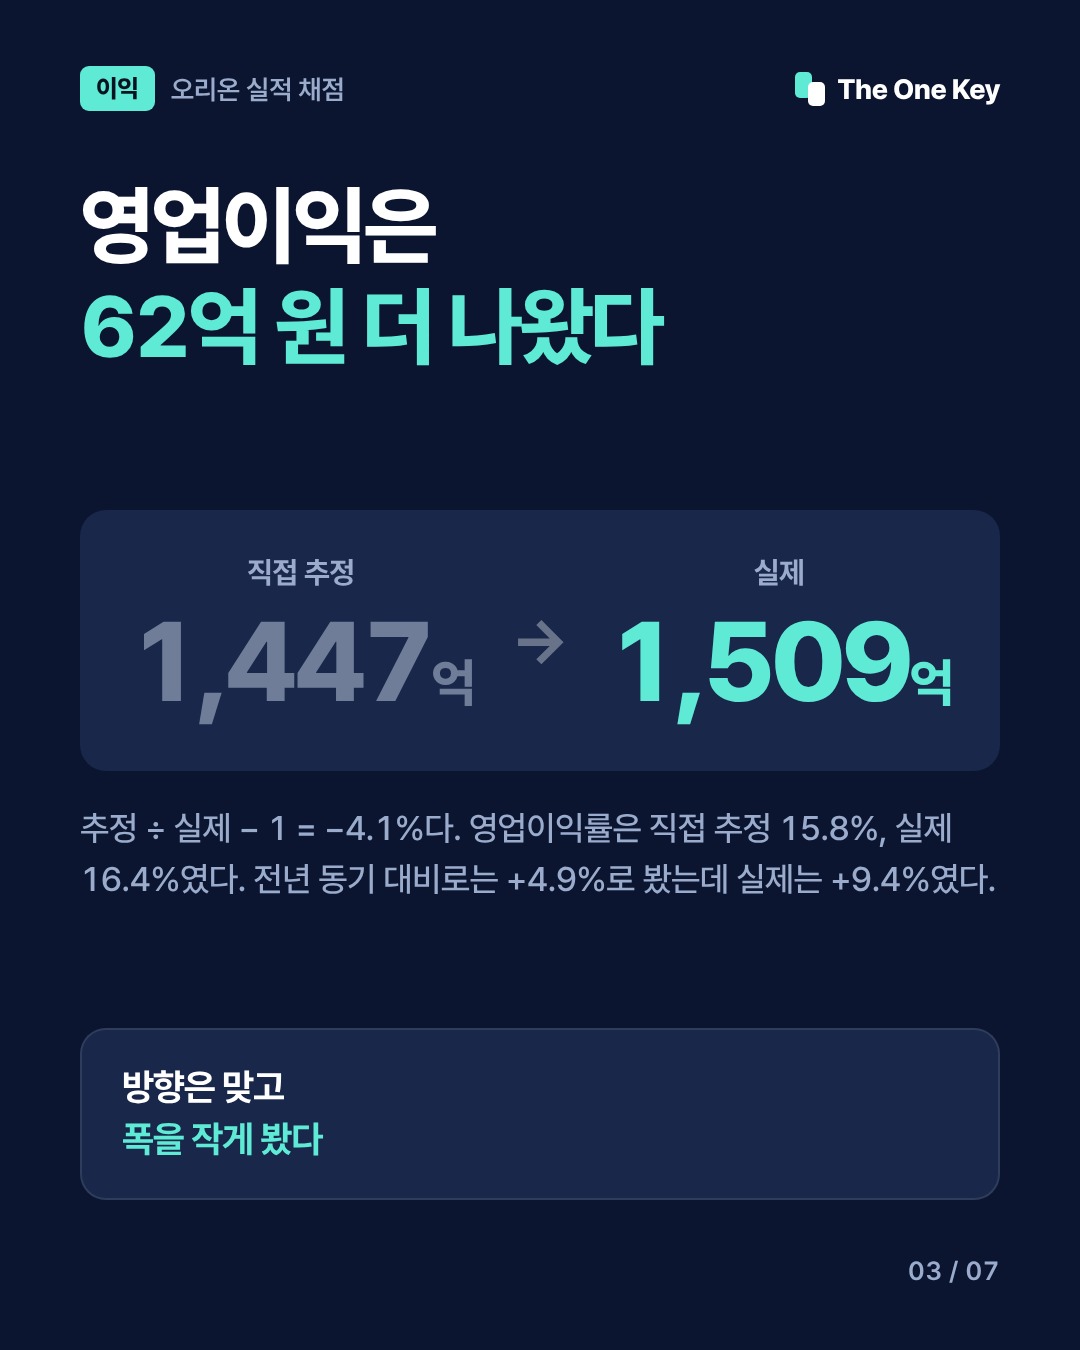 이익 오리온 실적 채점
The One Key
영업이익은
62억 원 더 나왔다
직접 추정
1,447억
→
실제
1,509억
추정 ÷ 실제 − 1 = −4.1%다. 영업이익률은 직접 추정 15.8%, 실제
16.4%였다. 전년 동기 대비로는 +4.9%로 봤는데 실제는 +9.4%였다.
방향은 맞고
폭을 작게 봤다
03 / 07